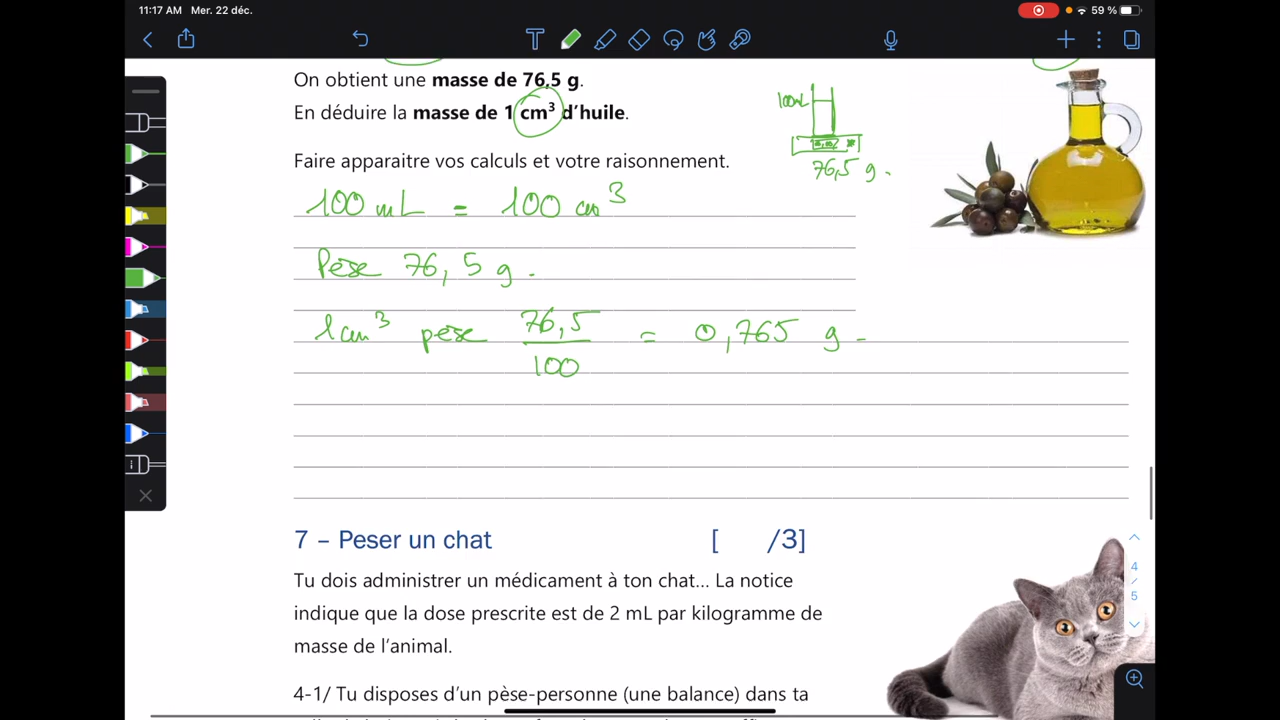 11:17 AM Mer. 22 déc.
59 %
On obtient une masse de 76,5 g.
En déduire la masse de 1 cm³ d'huile.
100mL
76,5 g.
Faire apparaitre vos calculs et votre raisonnement.
100 mL = 100 cm³
Pèse 76,5 g.
1cm³ pèse 76,5 / 100 = 0,765 g.
7 – Peser un chat [ /3]
Tu dois administrer un médicament à ton chat... La notice
indique que la dose prescrite est de 2 mL par kilogramme de
masse de l'animal.
4-1/ Tu disposes d'un pèse-personne (une balance) dans ta
4
/
5